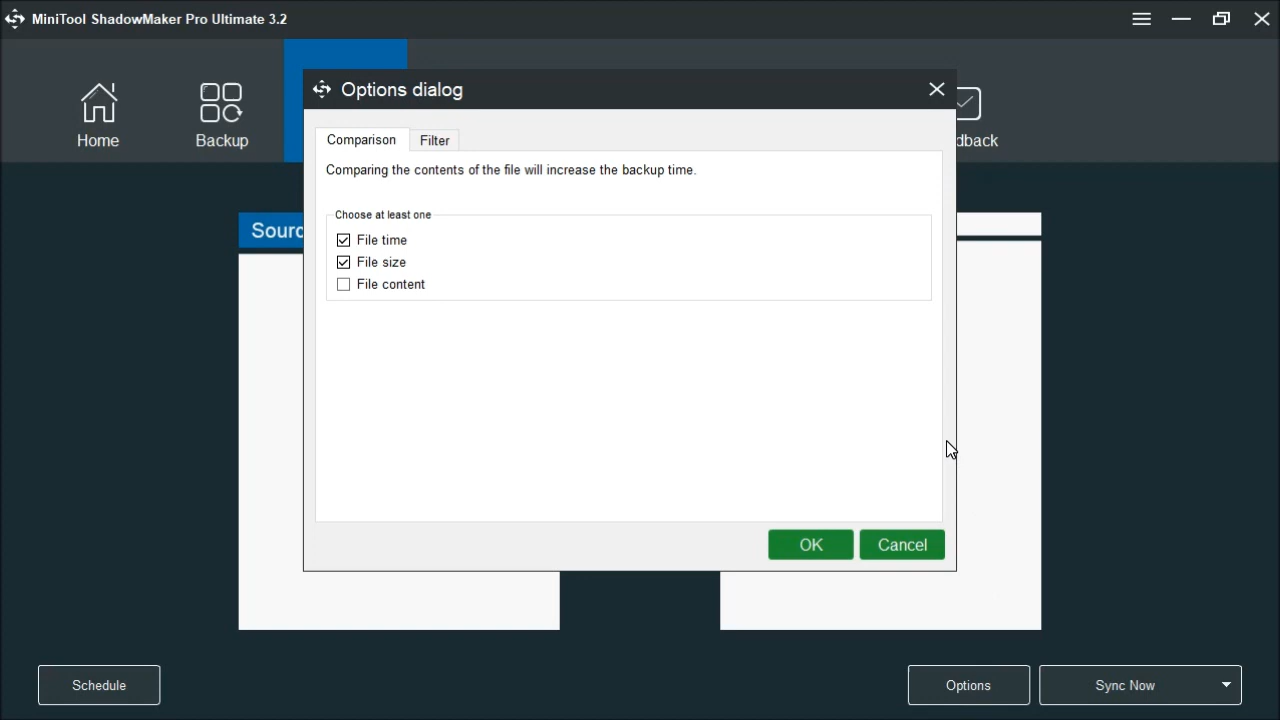 MiniTool ShadowMaker Pro Ultimate 3.2
Home
Backup
dback
Options dialog
Comparison
Filter
Comparing the contents of the file will increase the backup time.
Choose at least one
File time
File size
File content
Sourc
OK
Cancel
Schedule
Options
Sync Now